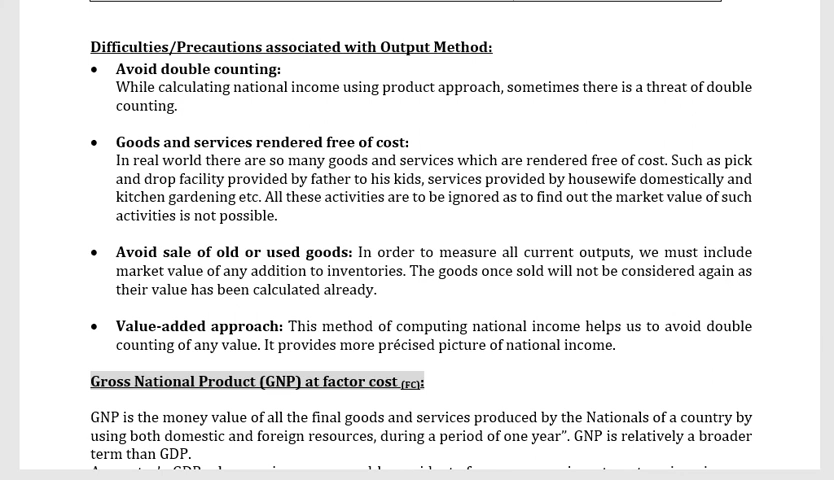 Difficulties/Precautions associated with Output Method:
• Avoid double counting:
While calculating national income using product approach, sometimes there is a threat of double
counting.
• Goods and services rendered free of cost:
In real world there are so many goods and services which are rendered free of cost. Such as pick
and drop facility provided by father to his kids, services provided by housewife domestically and
kitchen gardening etc. All these activities are to be ignored as to find out the market value of such
activities is not possible.
• Avoid sale of old or used goods: In order to measure all current outputs, we must include
market value of any addition to inventories. The goods once sold will not be considered again as
their value has been calculated already.
• Value-added approach: This method of computing national income helps us to avoid double
counting of any value. It provides more précised picture of national income.
Gross National Product (GNP) at factor cost (FC):
GNP is the money value of all the final goods and services produced by the Nationals of a country by
using both domestic and foreign resources, during a period of one year”. GNP is relatively a broader
term than GDP.